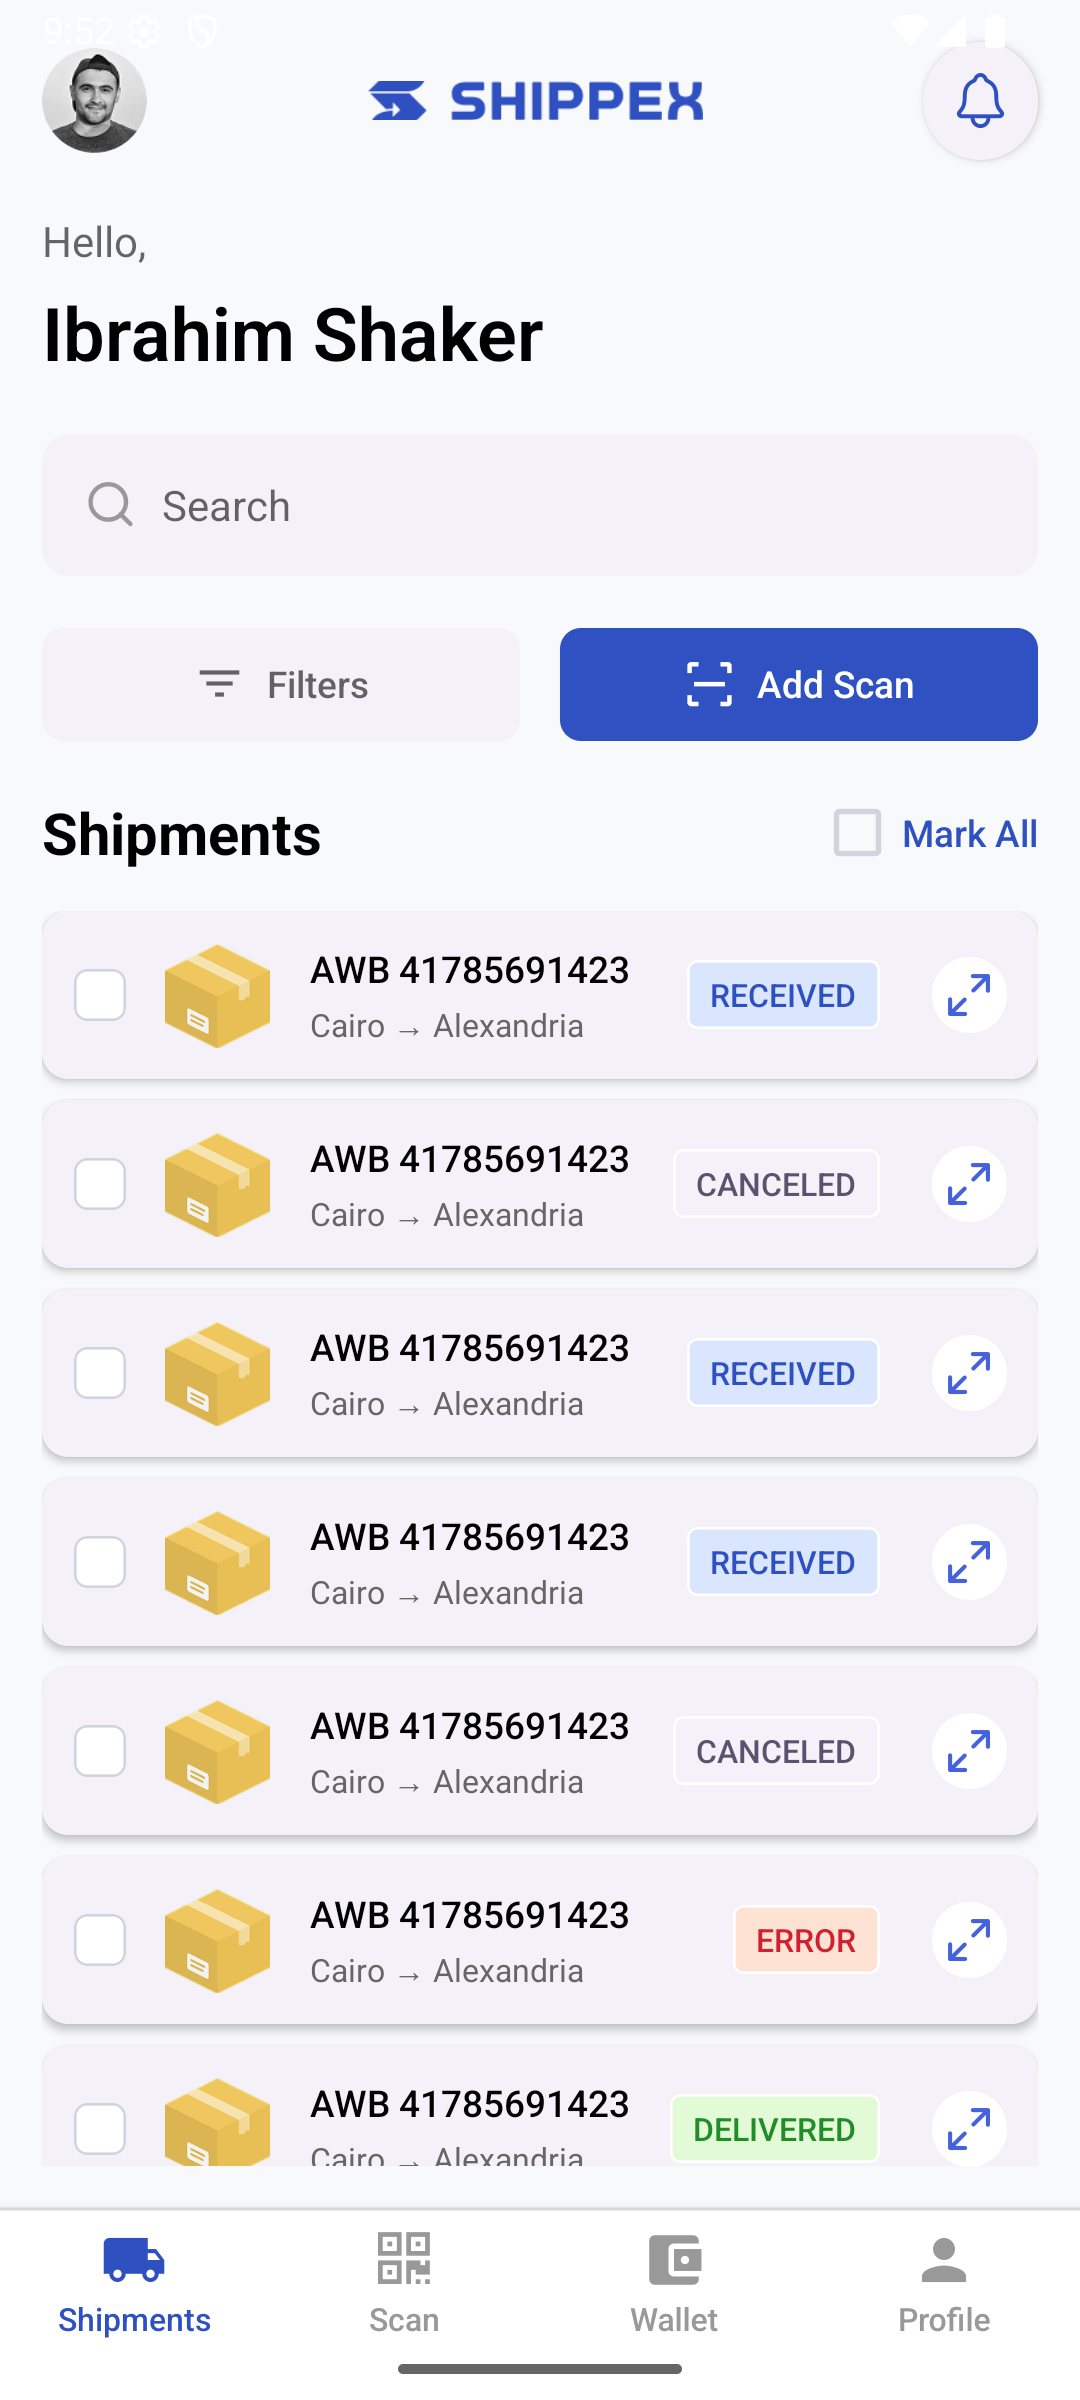 9:52
SHIPPEX
Hello,
Ibrahim Shaker
Search
Filters
Add Scan
Shipments
Mark All
AWB 41785691423
RECEIVED
Cairo → Alexandria
AWB 41785691423
CANCELED
Cairo → Alexandria
AWB 41785691423
RECEIVED
Cairo → Alexandria
AWB 41785691423
RECEIVED
Cairo → Alexandria
AWB 41785691423
CANCELED
Cairo → Alexandria
AWB 41785691423
ERROR
Cairo → Alexandria
AWB 41785691423
DELIVERED
Cairo → Alexandria
Shipments
Scan
Wallet
Profile